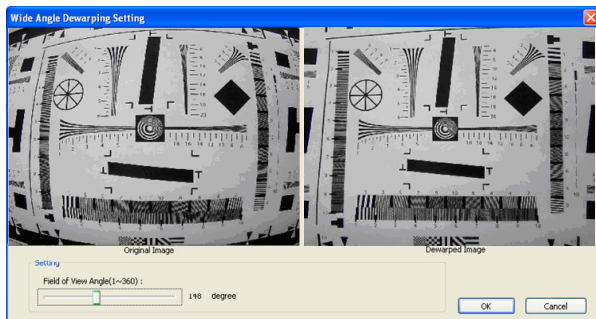 Wide Angle Dewarping Setting
Original Image
Dewarped Image
Setting
Field of View Angle(1~360) :
148 degree
OK
Cancel